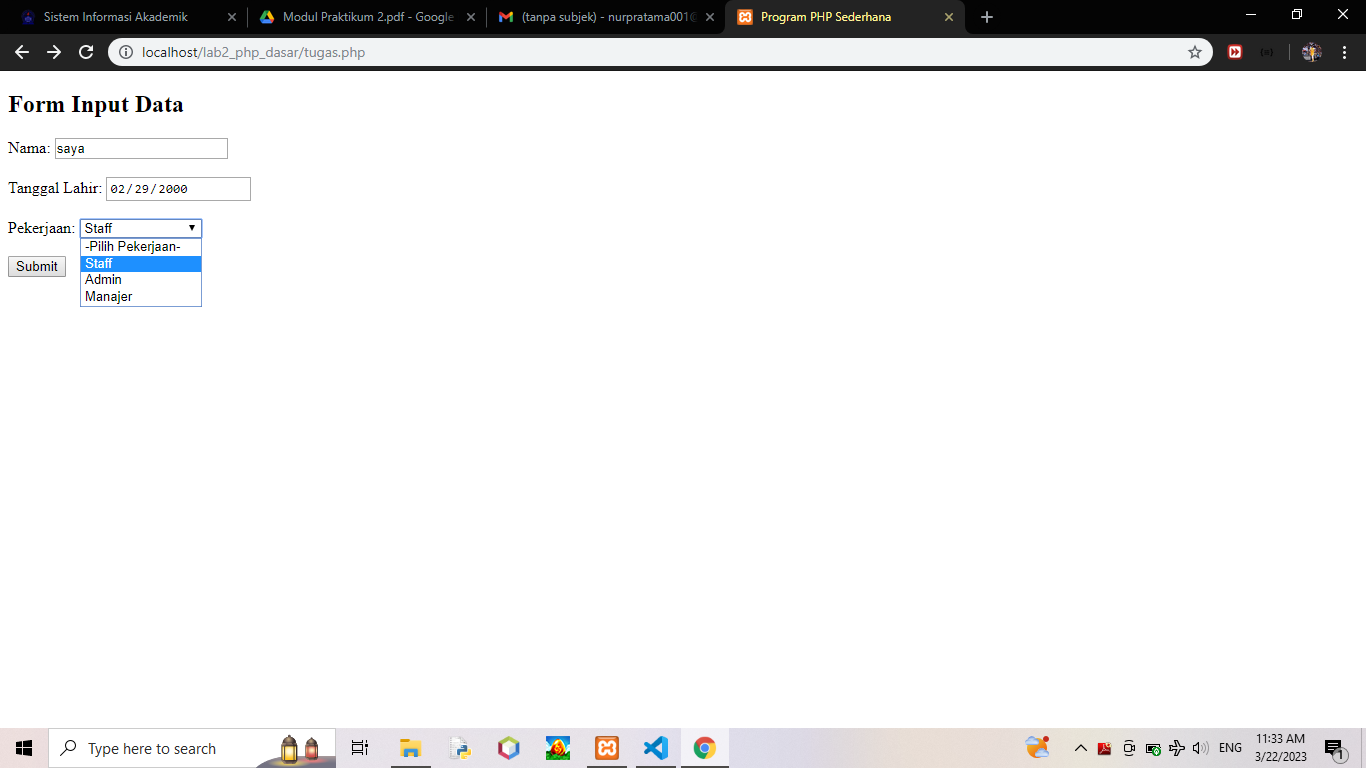 Sistem Informasi Akademik
Modul Praktikum 2.pdf - Google
(tanpa subjek) - nurpratama001@
Program PHP Sederhana
localhost/lab2_php_dasar/tugas.php
Form Input Data
Nama: saya
Tanggal Lahir: 02/29/2000
Pekerjaan: Staff
-Pilih Pekerjaan-
Staff
Admin
Manajer
Submit
Type here to search
ENG
11:33 AM
3/22/2023
1